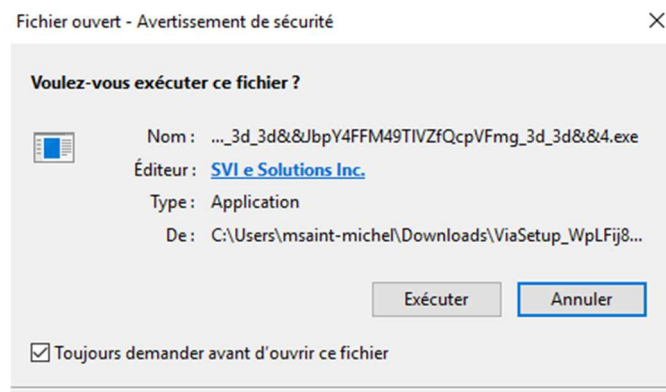 Fichier ouvert - Avertissement de sécurité
Voulez-vous exécuter ce fichier ?
Nom : ..._3d_3d&&JbpY4FFM49TIVZfQcpVFmg_3d_3d&&4.exe
Éditeur : SVI e Solutions Inc.
Type : Application
De : C:\Users\msaint-michel\Downloads\ViaSetup_WpLFij8...
Exécuter Annuler
Toujours demander avant d'ouvrir ce fichier